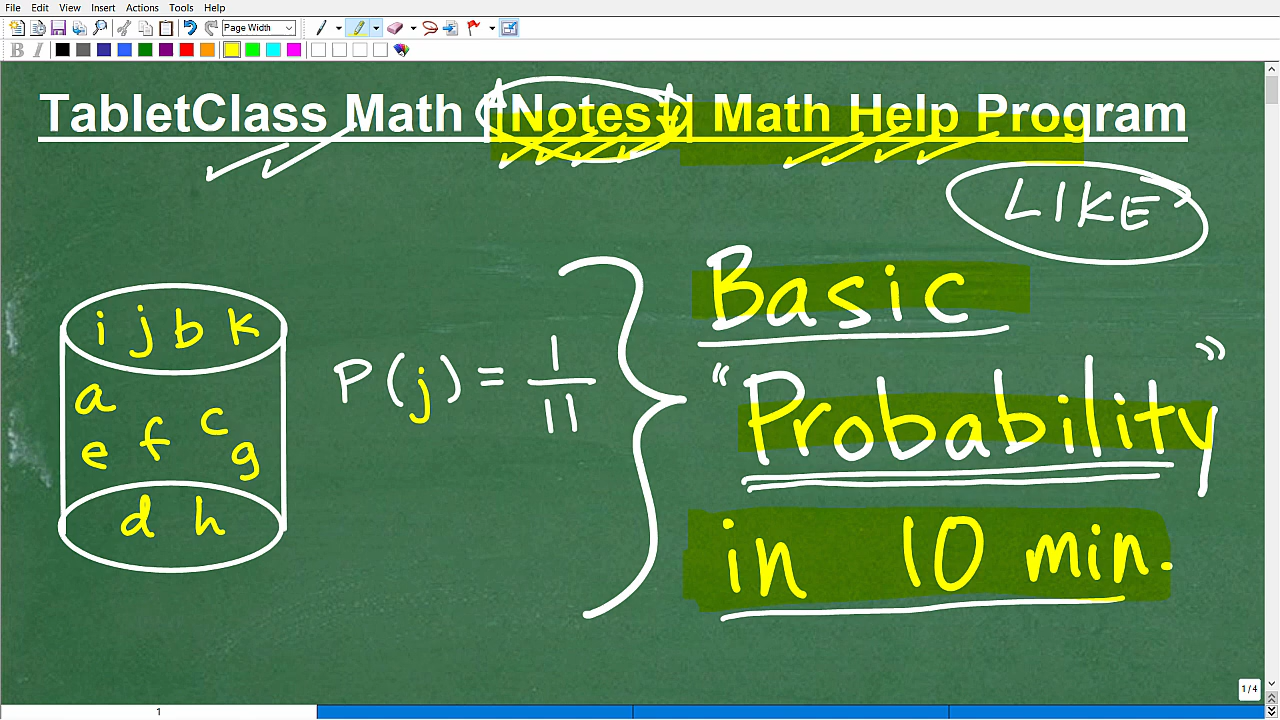 File Edit View Insert Actions Tools Help
Page Width
B I
TabletClass Math | Notes | Math Help Program
LIKE
i j b k
a
f c
e g
d h
P(j) = 1/11
Basic
"Probability"
in 10 min.
1/4
1